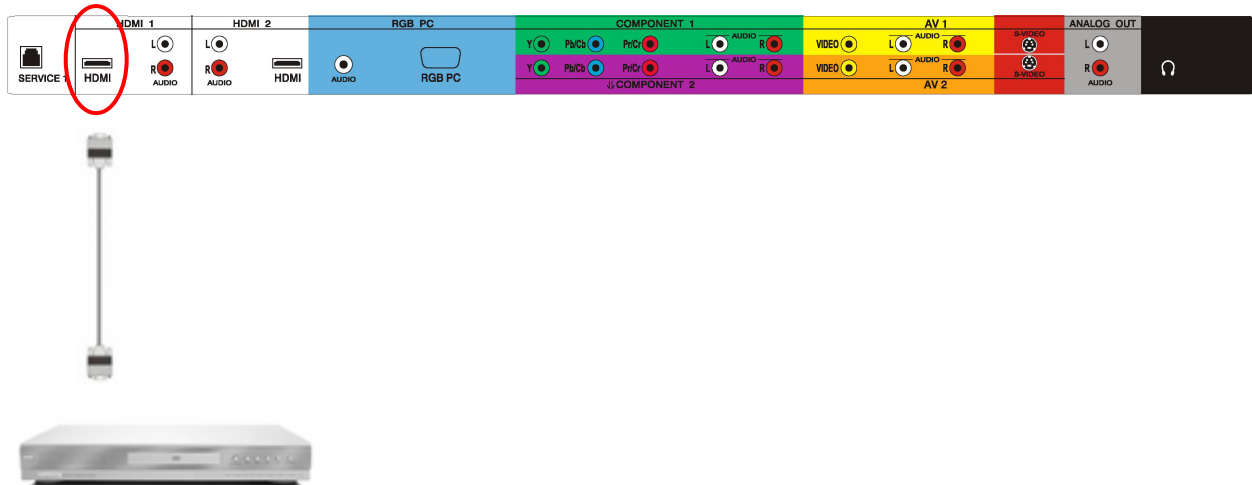 HDMI 1 HDMI 2 RGB PC COMPONENT 1 AV 1 ANALOG OUT
L L Y Pb/Cb Pr/Cr L AUDIO R VIDEO L AUDIO R S-VIDEO L
SERVICE HDMI R AUDIO R AUDIO HDMI AUDIO RGB PC Y Pb/Cb Pr/Cr L AUDIO R VIDEO L AUDIO R S-VIDEO R AUDIO
COMPONENT 2 AV 2